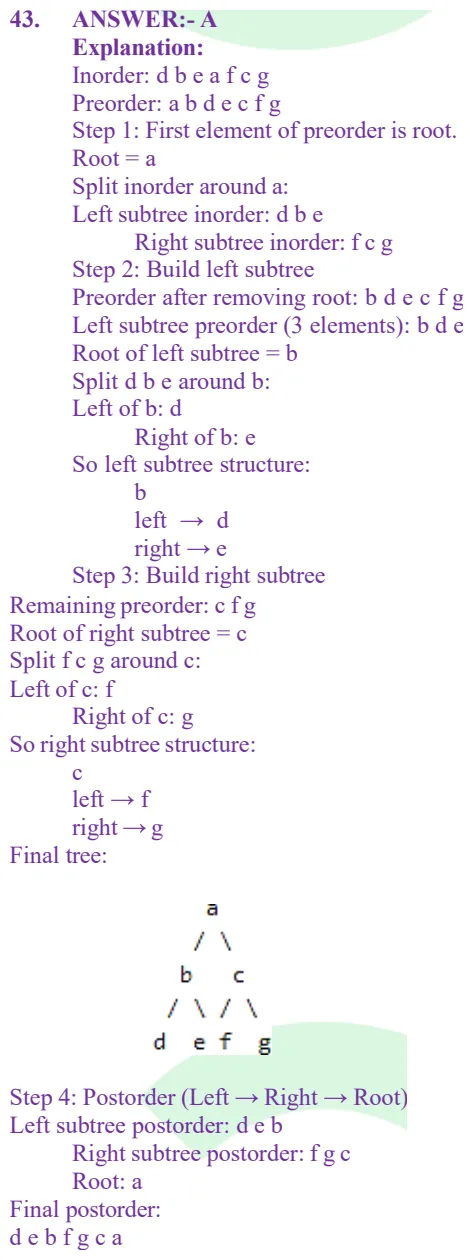 43. ANSWER:- A
Explanation:
Inorder: d b e a f c g
Preorder: a b d e c f g
Step 1: First element of preorder is root.
Root = a
Split inorder around a:
Left subtree inorder: d b e
Right subtree inorder: f c g
Step 2: Build left subtree
Preorder after removing root: b d e c f g
Left subtree preorder (3 elements): b d e
Root of left subtree = b
Split d b e around b:
Left of b: d
Right of b: e
So left subtree structure:
b
left → d
right → e
Step 3: Build right subtree
Remaining preorder: c f g
Root of right subtree = c
Split f c g around c:
Left of c: f
Right of c: g
So right subtree structure:
c
left → f
right → g
Final tree:
a
/ \
b c
/ \ / \
d e f g
Step 4: Postorder (Left → Right → Root)
Left subtree postorder: d e b
Right subtree postorder: f g c
Root: a
Final postorder:
d e b f g c a